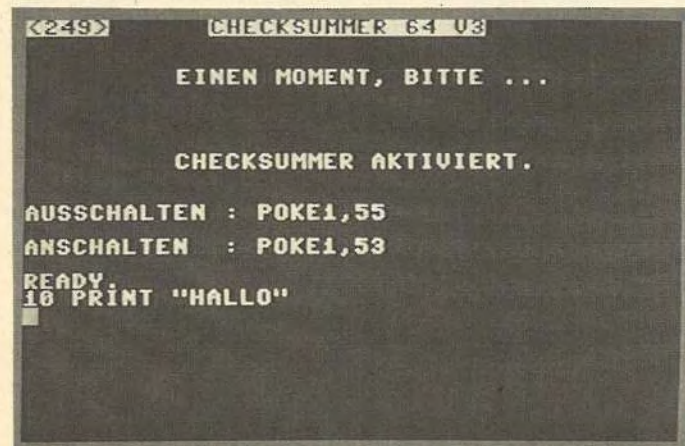 <249> CHECKSUMMER 64 V3
EINEN MOMENT, BITTE ...
CHECKSUMMER AKTIVIERT.
AUSSCHALTEN : POKE1,55
ANSCHALTEN : POKE1,53
READY.
10 PRINT "HALLO"